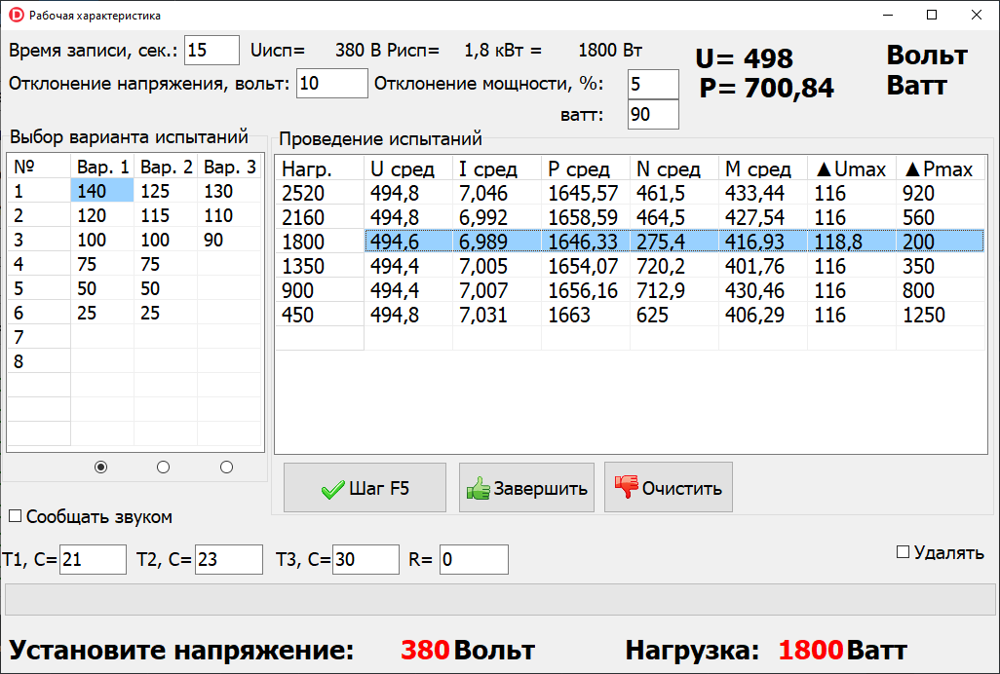 Рабочая характеристика
Время записи, сек.: 15 Uисп= 380 В Рисп= 1,8 кВт = 1800 Вт
U= 498 Вольт
Отклонение напряжения, вольт: 10 Отклонение мощности, %: 5
P= 700,84 Ватт
ватт: 90
Выбор варианта испытаний
№ Вар. 1 Вар. 2 Вар. 3
1 140 125 130
2 120 115 110
3 100 100 90
4 75 75
5 50 50
6 25 25
7
8
Проведение испытаний
Нагр. U сред I сред P сред N сред M сред ▲Umax ▲Pmax
2520 494,8 7,046 1645,57 461,5 433,44 116 920
2160 494,8 6,992 1658,59 464,5 427,54 116 560
1800 494,6 6,989 1646,33 275,4 416,93 118,8 200
1350 494,4 7,005 1654,07 720,2 401,76 116 350
900 494,4 7,007 1656,16 712,9 430,46 116 800
450 494,8 7,031 1663 625 406,29 116 1250
Шаг F5 Завершить Очистить
Сообщать звуком
T1, C= 21 T2, C= 23 T3, C= 30 R= 0
Удалять
Установите напряжение: 380 Вольт Нагрузка: 1800 Ватт